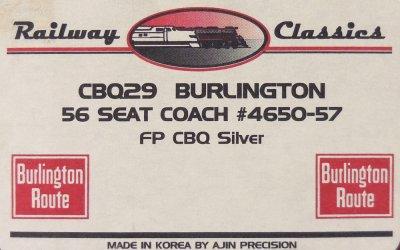 Railway Classics
CBQ29 BURLINGTON
56 SEAT COACH #4650-57
FP CBQ Silver
Burlington
Route
Burlington
Route
MADE IN KOREA BY AJIN PRECISION